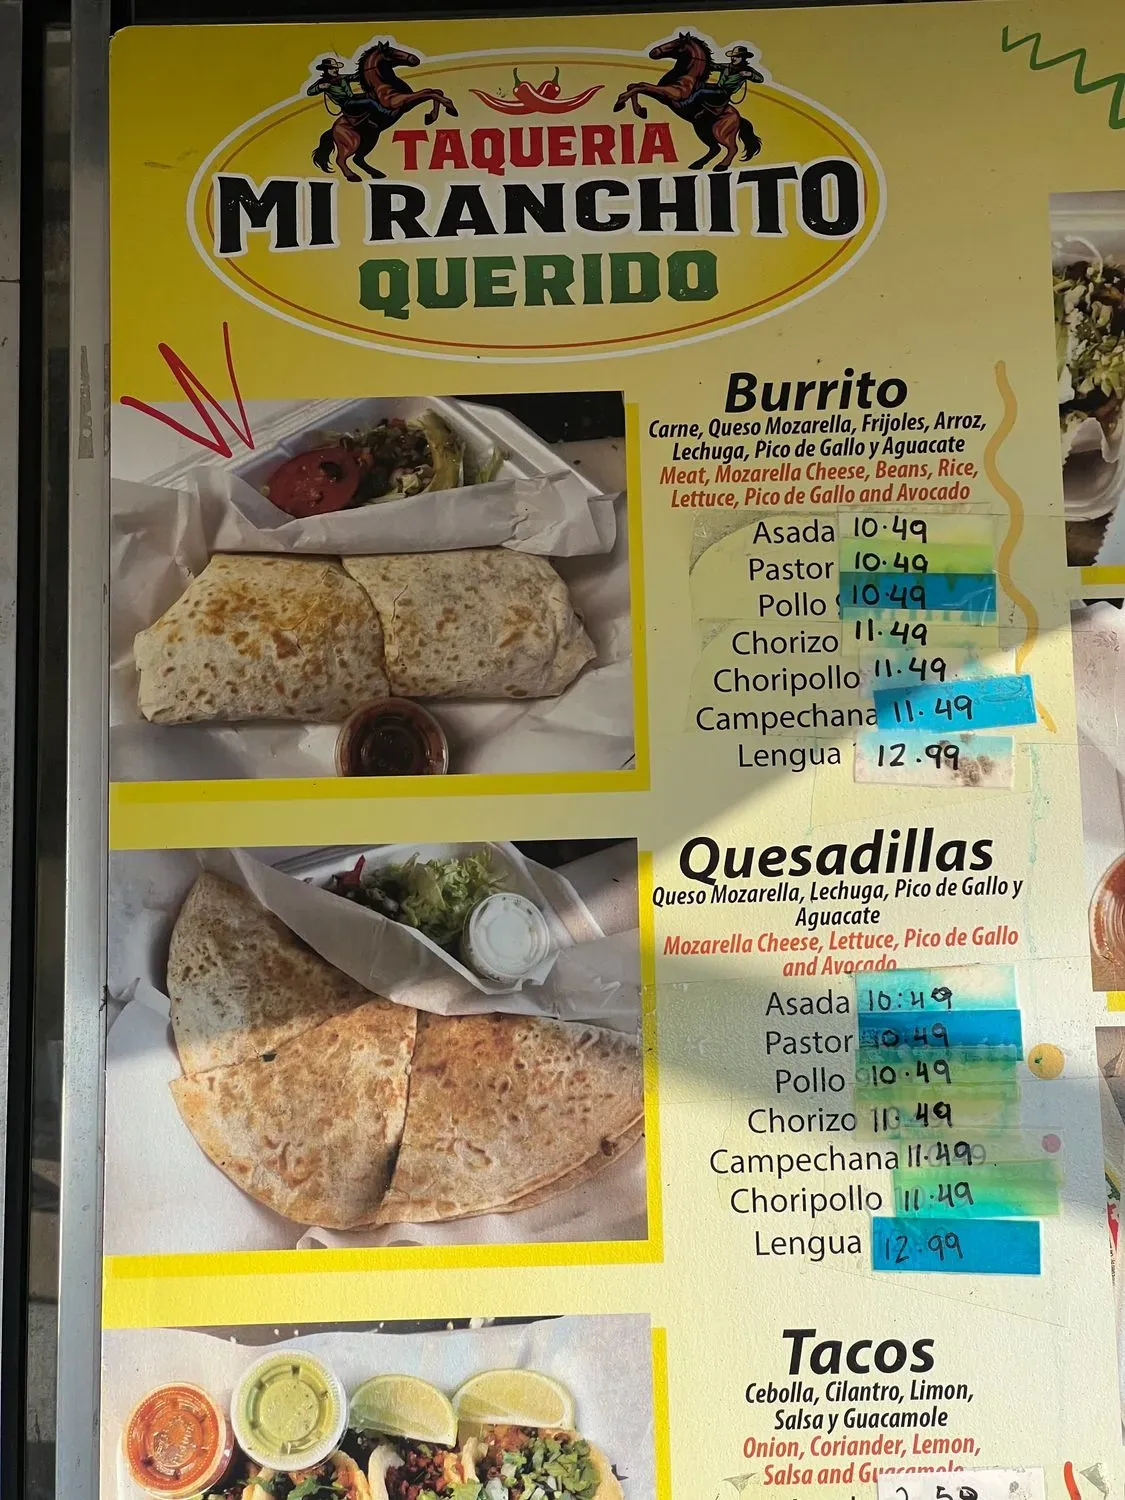 TAQUERIA
MI RANCHITO
QUERIDO
Burrito
Carne, Queso Mozarella, Frijoles, Arroz,
Lechuga, Pico de Gallo y Aguacate
Meat, Mozarella Cheese, Beans, Rice,
Lettuce, Pico de Gallo and Avocado
Asada 10.49
Pastor 10.49
Pollo 10.49
Chorizo 11.49
Choripollo 11.49
Campechana 11.49
Lengua 12.99
Quesadillas
Queso Mozarella, Lechuga, Pico de Gallo y
Aguacate
Mozarella Cheese, Lettuce, Pico de Gallo
and Avocado
Asada 10.49
Pastor 10.49
Pollo 10.49
Chorizo 11.49
Campechana 11.49
Choripollo 11.49
Lengua 12.99
Tacos
Cebolla, Cilantro, Limon,
Salsa y Guacamole
Onion, Coriander, Lemon,
Salsa and Guacamole